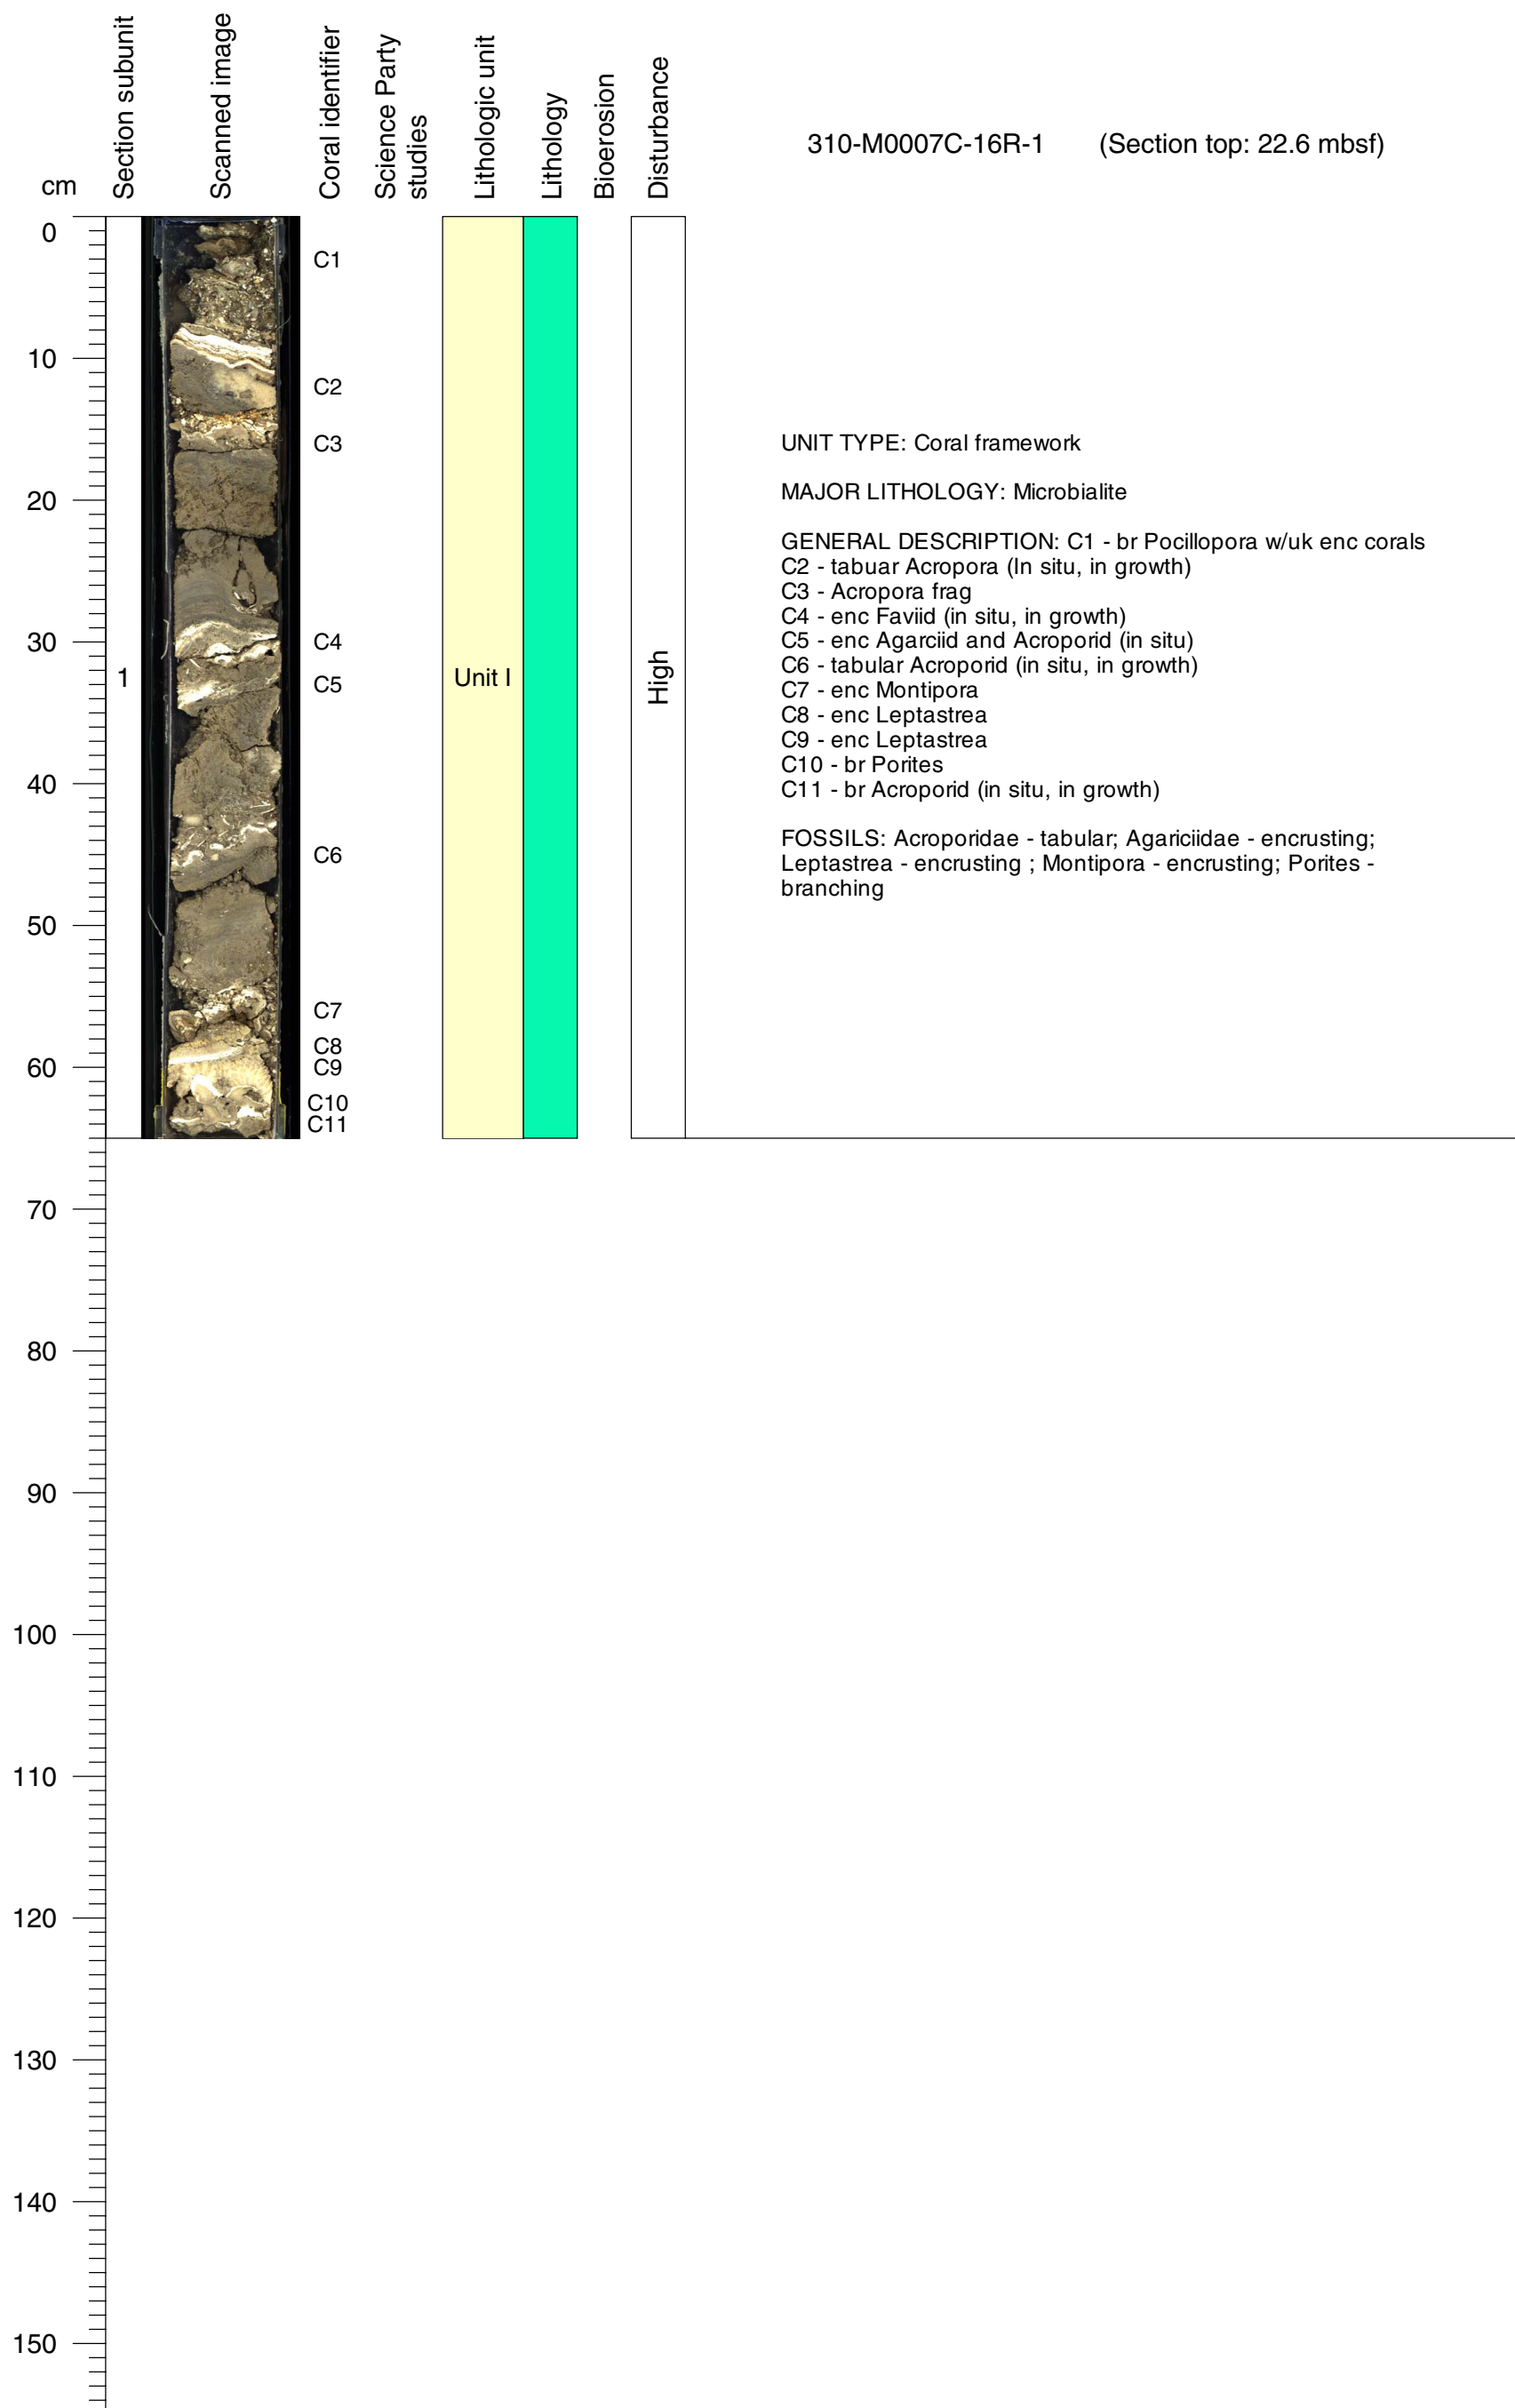 Section subunit
Scanned image
Coral identifier
Science Party
studies
Lithologic unit
Lithology
Bioerosion
Disturbance
310-M0007C-16R-1 (Section top: 22.6 mbsf)
cm
0
10
20
30
40
50
60
70
80
90
100
110
120
130
140
150
1
C1
C2
C3
C4
C5
C6
C7
C8
C9
C10
C11
Unit I
High
UNIT TYPE: Coral framework
MAJOR LITHOLOGY: Microbialite
GENERAL DESCRIPTION: C1 - br Pocillopora w/uk enc corals
C2 - tabuar Acropora (In situ, in growth)
C3 - Acropora frag
C4 - enc Faviid (in situ, in growth)
C5 - enc Agarciid and Acroporid (in situ)
C6 - tabular Acroporid (in situ, in growth)
C7 - enc Montipora
C8 - enc Leptastrea
C9 - enc Leptastrea
C10 - br Porites
C11 - br Acroporid (in situ, in growth)
FOSSILS: Acroporidae - tabular; Agariciidae - encrusting;
Leptastrea - encrusting ; Montipora - encrusting; Porites -
branching